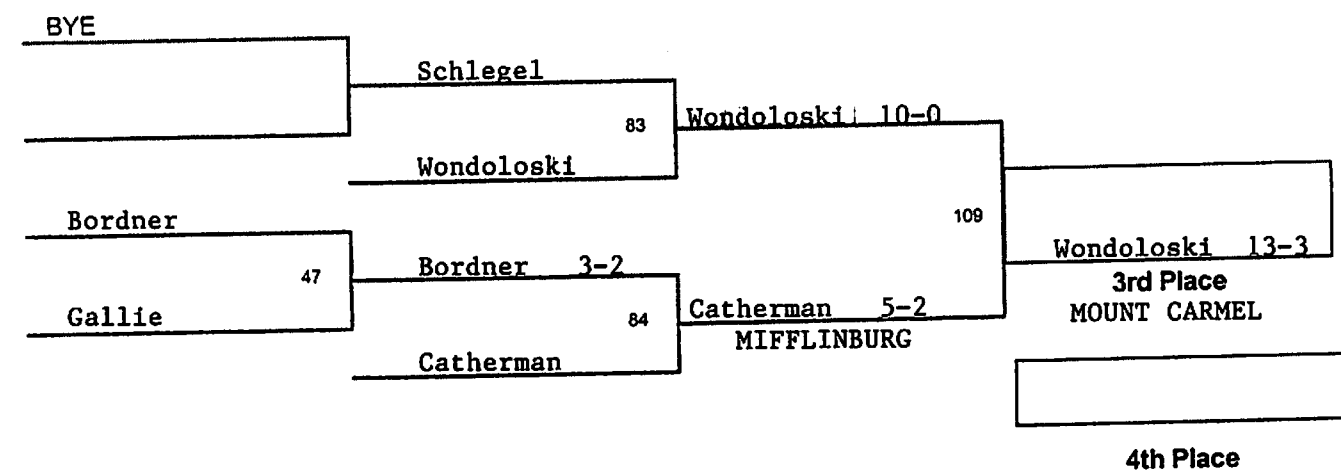 BYE
Schlegel
83
Wondoloski 10-0
Wondoloski
Bordner
109
47
Bordner 3-2
Wondoloski 13-3
3rd Place
MOUNT CARMEL
Gallie
84
Catherman 5-2
MIFFLINBURG
Catherman
4th Place